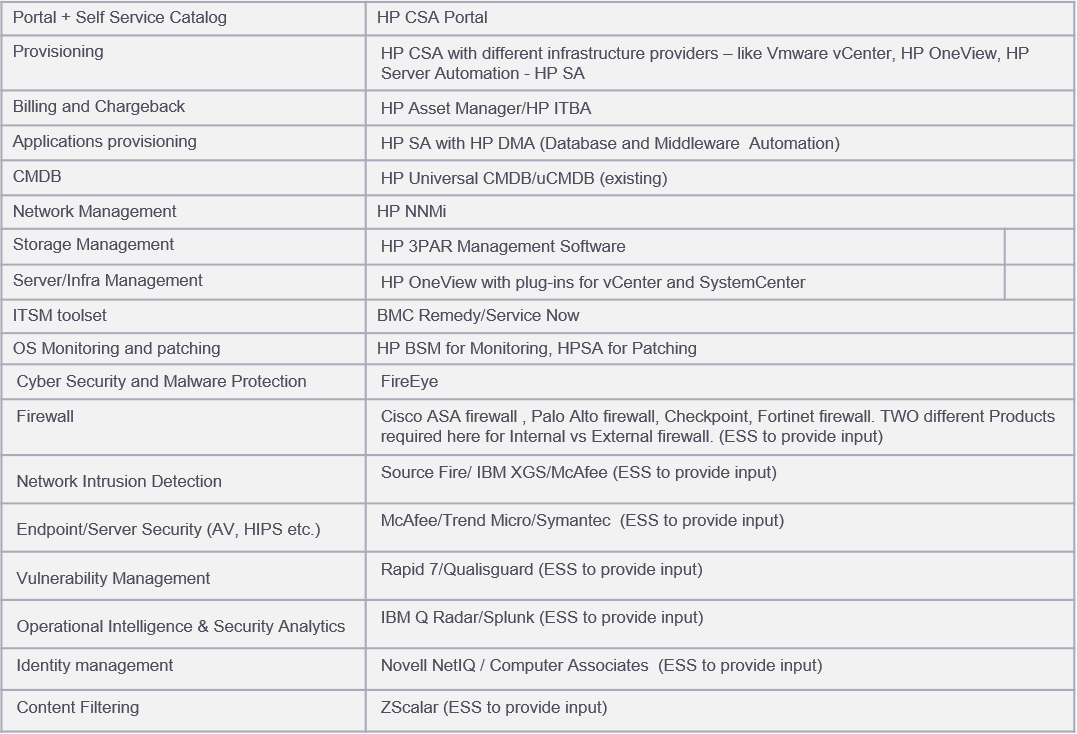 Portal + Self Service Catalog
HP CSA Portal
Provisioning
HP CSA with different infrastructure providers – like Vmware vCenter, HP OneView, HP
Server Automation - HP SA
Billing and Chargeback
HP Asset Manager/HP ITBA
Applications provisioning
HP SA with HP DMA (Database and Middleware  Automation)
CMDB
HP Universal CMDB/uCMDB (existing)
Network Management
HP NNMi
Storage Management
HP 3PAR Management Software
Server/Infra Management
HP OneView with plug-ins for vCenter and SystemCenter
ITSM toolset
BMC Remedy/Service Now
OS Monitoring and patching
HP BSM for Monitoring, HPSA for Patching
Cyber Security and Malware Protection
FireEye
Firewall
Cisco ASA firewall , Palo Alto firewall, Checkpoint, Fortinet firewall. TWO different Products
required here for Internal vs External firewall. (ESS to provide input)
Network Intrusion Detection
Source Fire/ IBM XGS/McAfee (ESS to provide input)
Endpoint/Server Security (AV, HIPS etc.)
McAfee/Trend Micro/Symantec  (ESS to provide input)
Vulnerability Management
Rapid 7/Qualisguard (ESS to provide input)
Operational Intelligence & Security Analytics
IBM Q Radar/Splunk (ESS to provide input)
Identity management
Novell NetIQ / Computer Associates  (ESS to provide input)
Content Filtering
ZScalar (ESS to provide input)